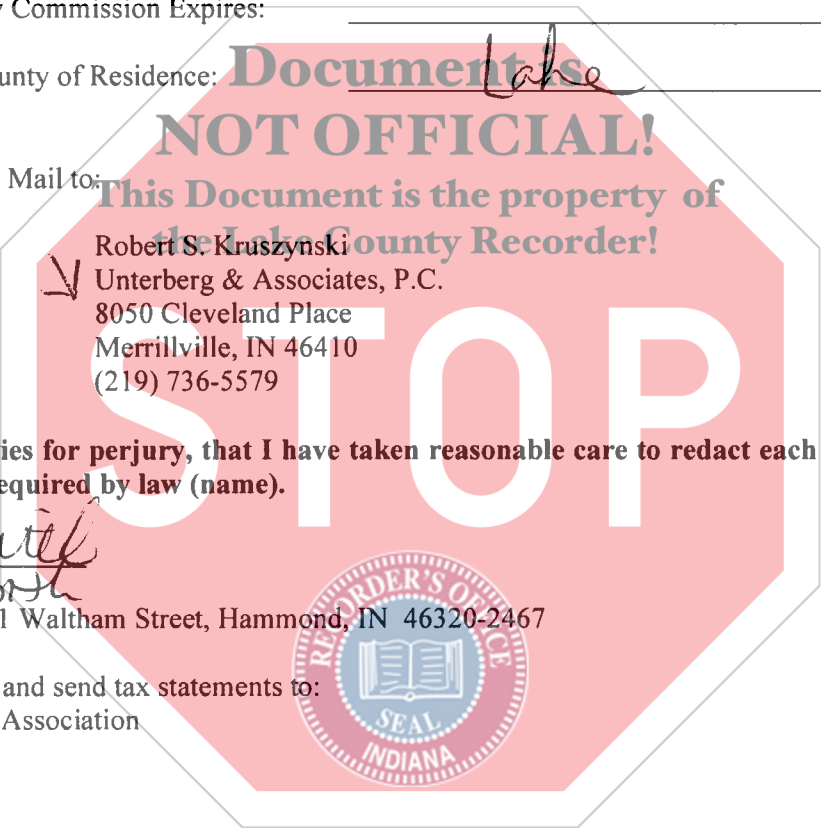 Commission Expires:
unty of Residence: Lake
Document is
NOT OFFICIAL!
Mail to:
This Document is the property of
the Lake County Recorder!
Robert S. Kruszynski
Unterberg & Associates, P.C.
8050 Cleveland Place
Merrillville, IN 46410
(219) 736-5579
STOP
ies for perjury, that I have taken reasonable care to redact each
equired by law (name).
1 Waltham Street, Hammond, IN 46320-2467
and send tax statements to:
Association
RECORDER'S OFFICE
SEAL
INDIANA